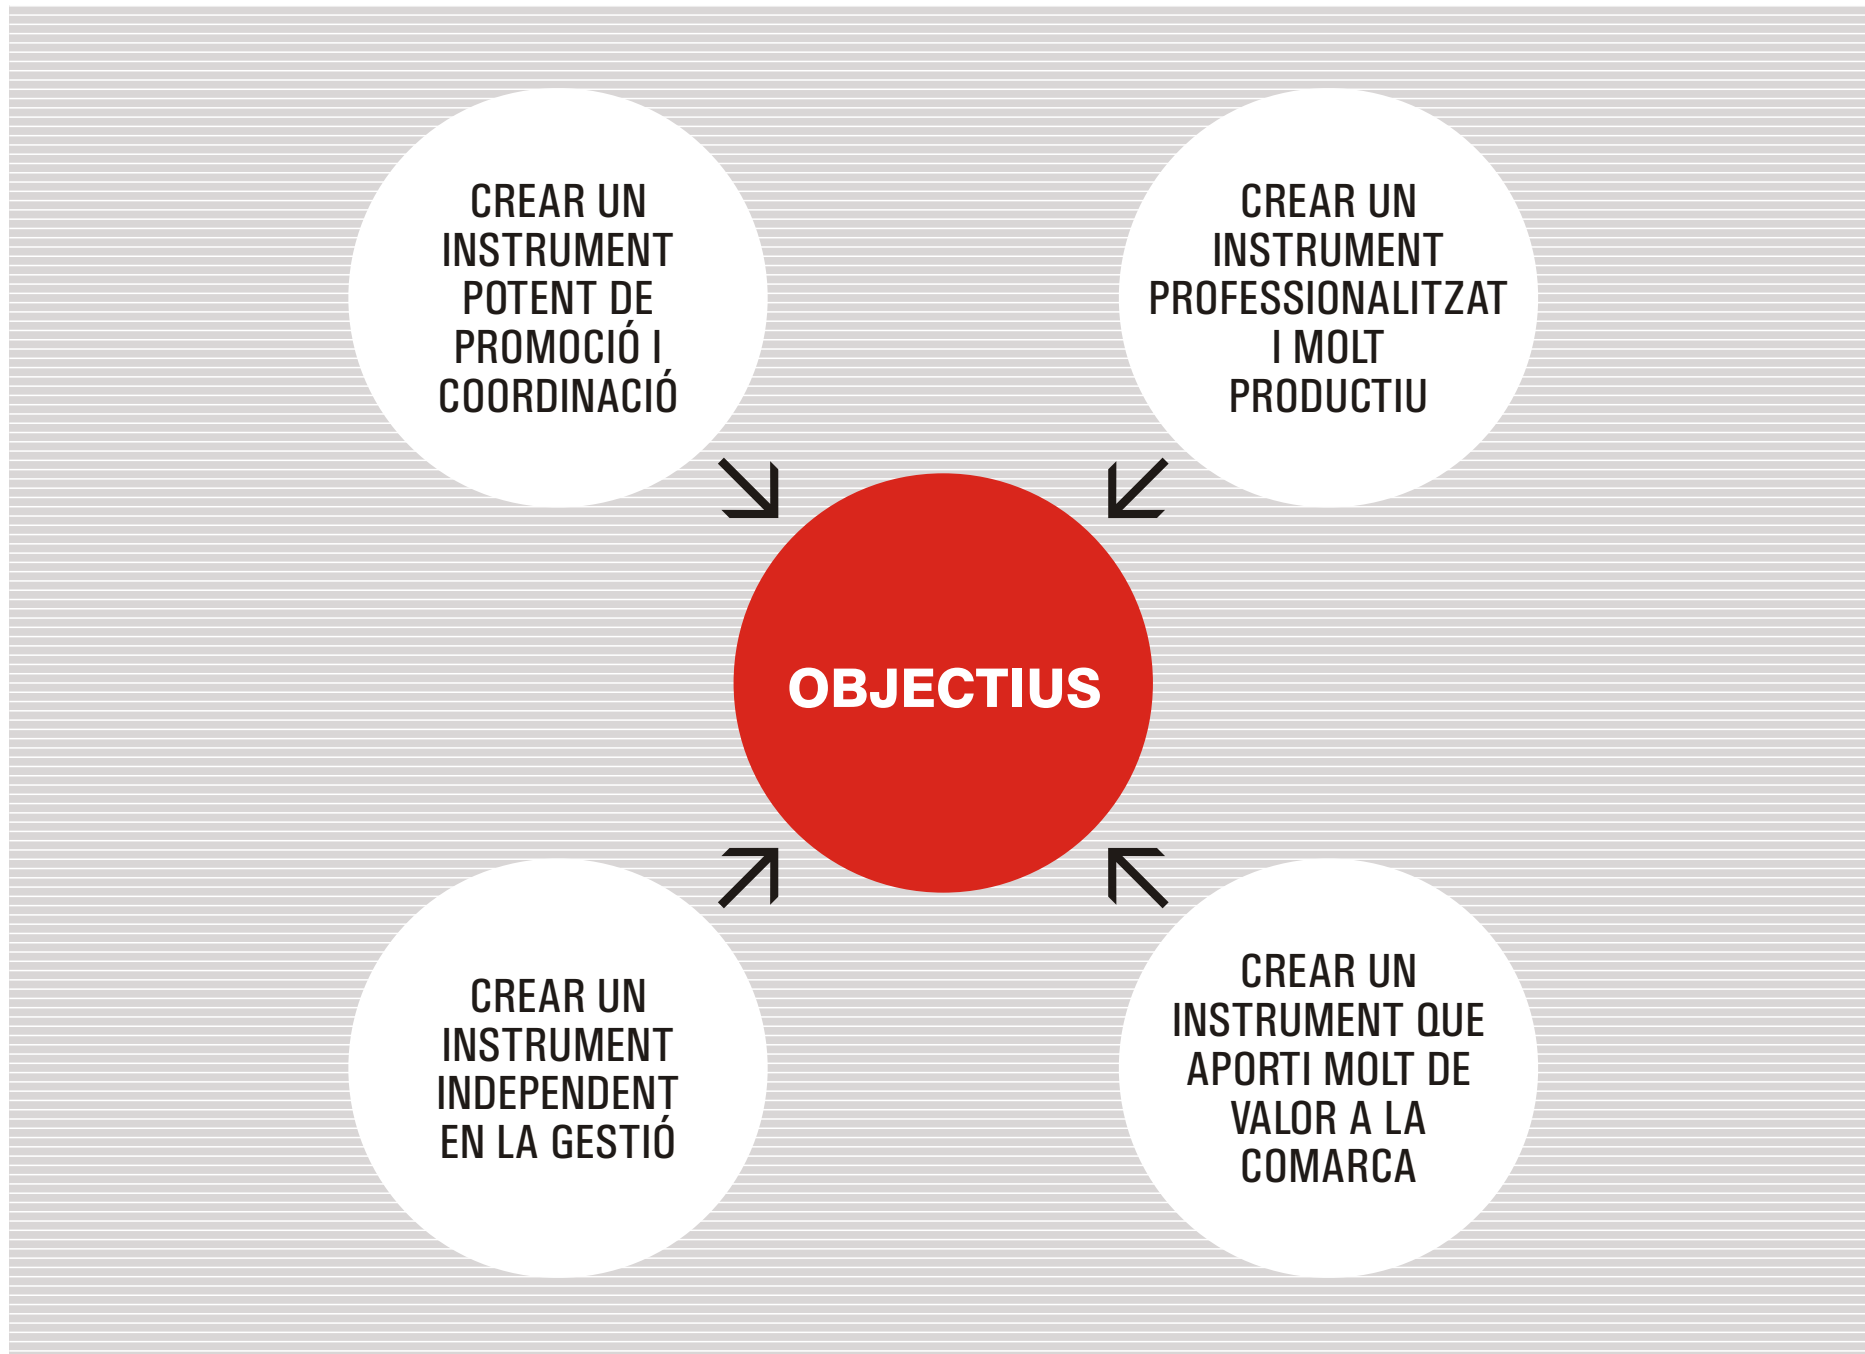 CREAR UN
INSTRUMENT
POTENT DE
PROMOCIÓ I
COORDINACIÓ
CREAR UN
INSTRUMENT
PROFESSIONALITZAT
I MOLT
PRODUCTIU
OBJECTIUS
CREAR UN
INSTRUMENT
INDEPENDENT
EN LA GESTIÓ
CREAR UN
INSTRUMENT QUE
APORTI MOLT DE
VALOR A LA
COMARCA